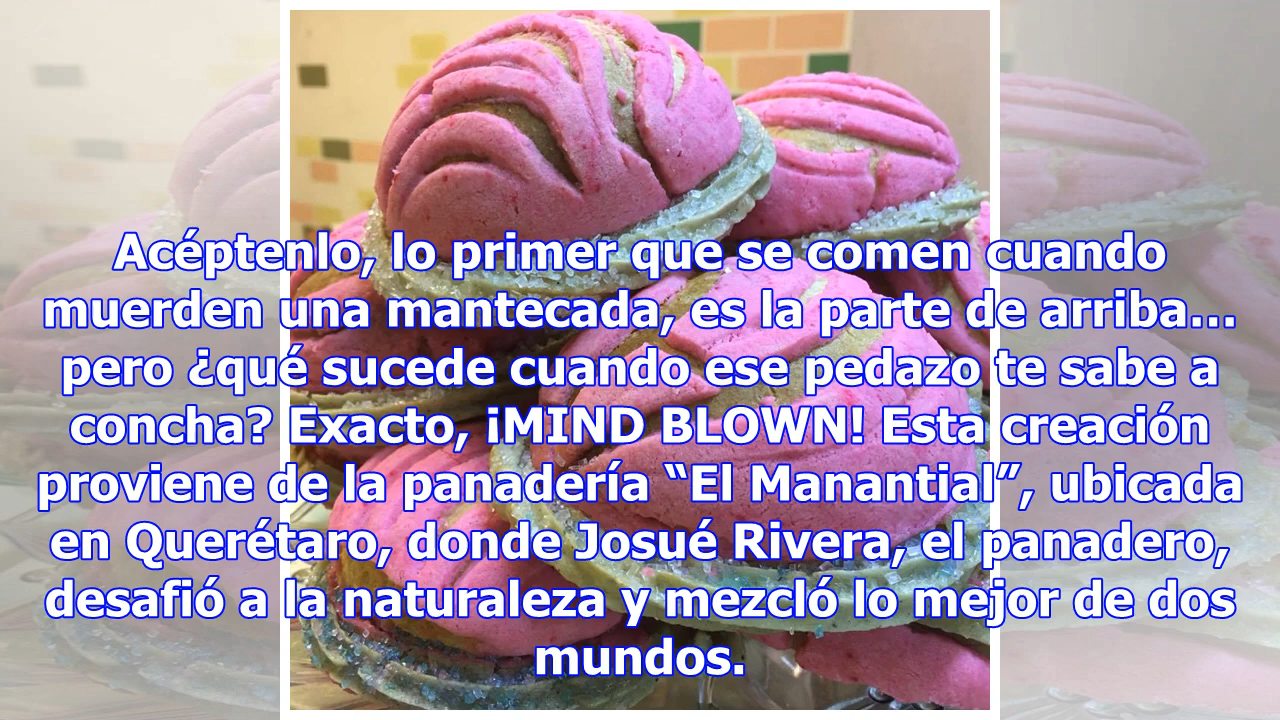 Acéptenlo, lo primer que se comen cuando
muerden una mantecada, es la parte de arriba...
pero ¿qué sucede cuando ese pedazo te sabe a
concha? Exacto, ¡MIND BLOWN! Esta creación
proviene de la panadería “El Manantial”, ubicada
en Querétaro, donde Josué Rivera, el panadero,
desafió a la naturaleza y mezcló lo mejor de dos
mundos.